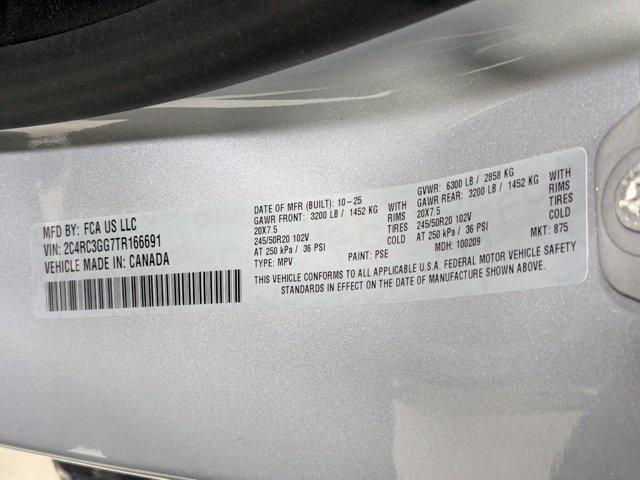 MFD BY: FCA US LLC
VIN: 2C4RC3GG7TR166691
VEHICLE MADE IN: CANADA
DATE OF MFR (BUILT): 10-25
GAWR FRONT: 3200 LB / 1452 KG WITH
20X7.5 RIMS
245/50R20 102V TIRES
AT 250 kPa / 36 PSI COLD
TYPE: MPV PAINT: PSE
GVWR: 6300 LB / 2858 KG
GAWR REAR: 3200 LB / 1452 KG WITH
20X7.5 RIMS
245/50R20 102V TIRES
AT 250 kPa / 36 PSI COLD
MDH: 100209 MKT: 875
THIS VEHICLE CONFORMS TO ALL APPLICABLE U.S.A. FEDERAL MOTOR VEHICLE SAFETY
STANDARDS IN EFFECT ON THE DATE OF MANUFACTURE SHOWN ABOVE.